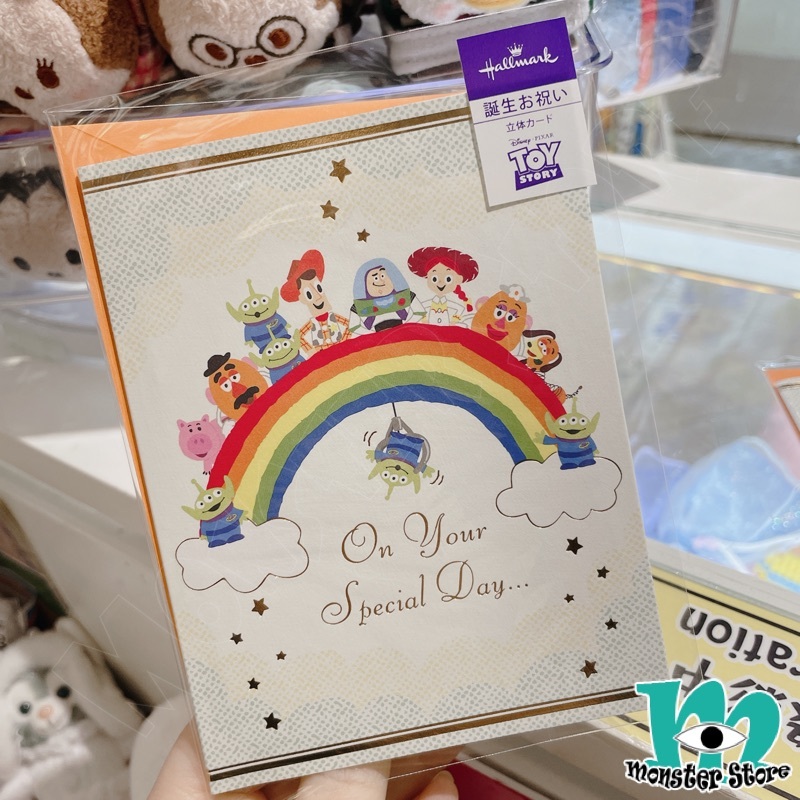 Hallmark
誕生お祝い
立体カード
Disney · PIXAR
TOY
STORY
On Your
Special Day...
m
monster Store